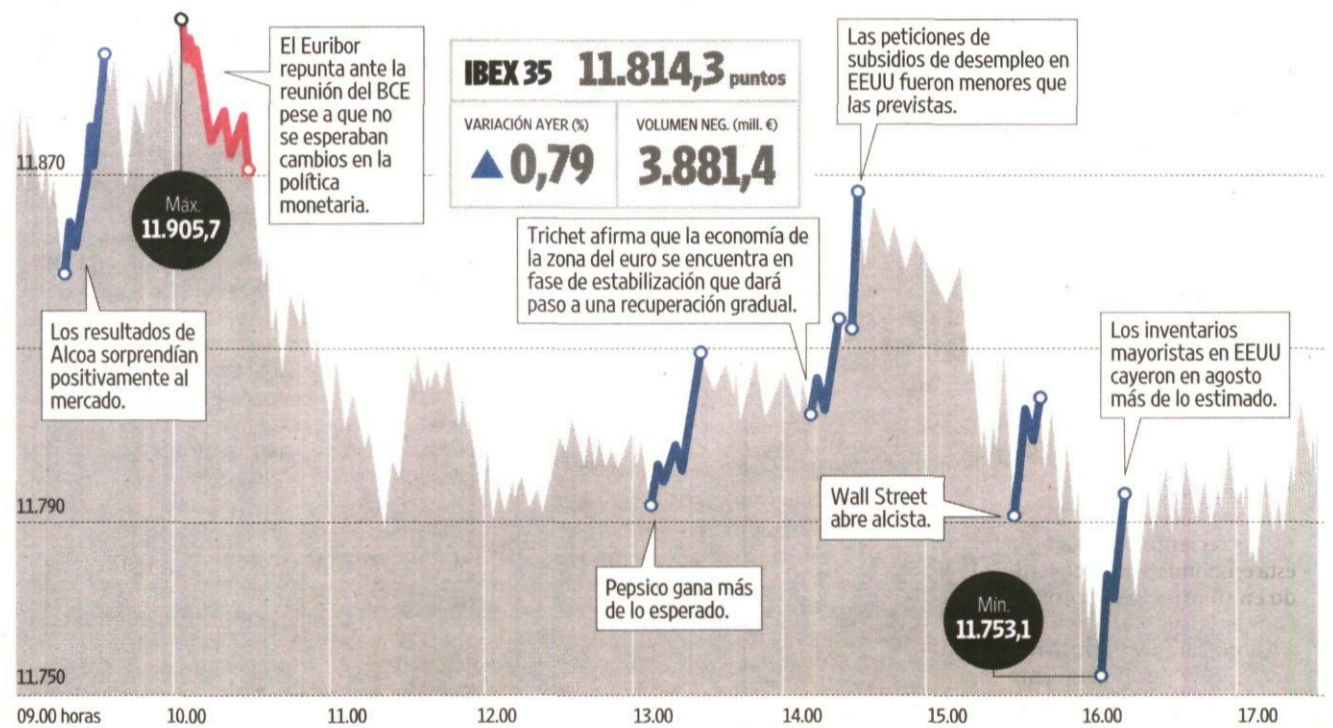 El Euribor
repunta ante la
reunión del BCE
pese a que no
se esperaban
cambios en la
política
monetaria.
IBEX 35 11.814,3 puntos
VARIACIÓN AYER (%)
0,79
VOLUMEN NEG. (mill. €)
3.881,4
Las peticiones de
subsidios de desempleo en
EEUU fueron menores que
las previstas.
11.870
Máx.
11.905,7
Trichet afirma que la economía de
la zona del euro se encuentra en
fase de estabilización que dará
paso a una recuperación gradual.
Los resultados de
Alcoa sorprendían
positivamente al
mercado.
Los inventarios
mayoristas en EEUU
cayeron en agosto
más de lo estimado.
11.790
Wall Street
abre alcista.
Pepsico gana más
de lo esperado.
Mín.
11.753,1
11.750
09.00 horas 10.00 11.00 12.00 13.00 14.00 15.00 16.00 17.00